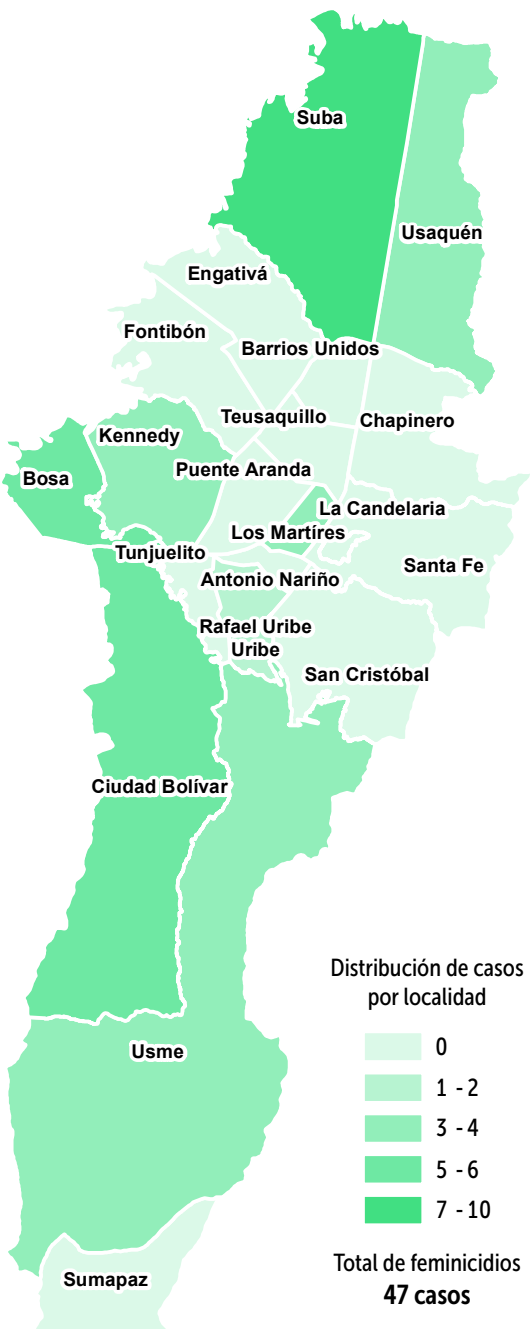 Suba
Usaquén
Engativá
Fontibón
Barrios Unidos
Teusaquillo
Chapinero
Kennedy
Puente Aranda
Bosa
La Candelaria
Los Martíres
Tunjuelito
Santa Fe
Antonio Nariño
Rafael Uribe
Uribe
San Cristóbal
Ciudad Bolívar
Usme
Sumapaz
Distribución de casos
por localidad
0
1 - 2
3 - 4
5 - 6
7 - 10
Total de feminicidios
47 casos